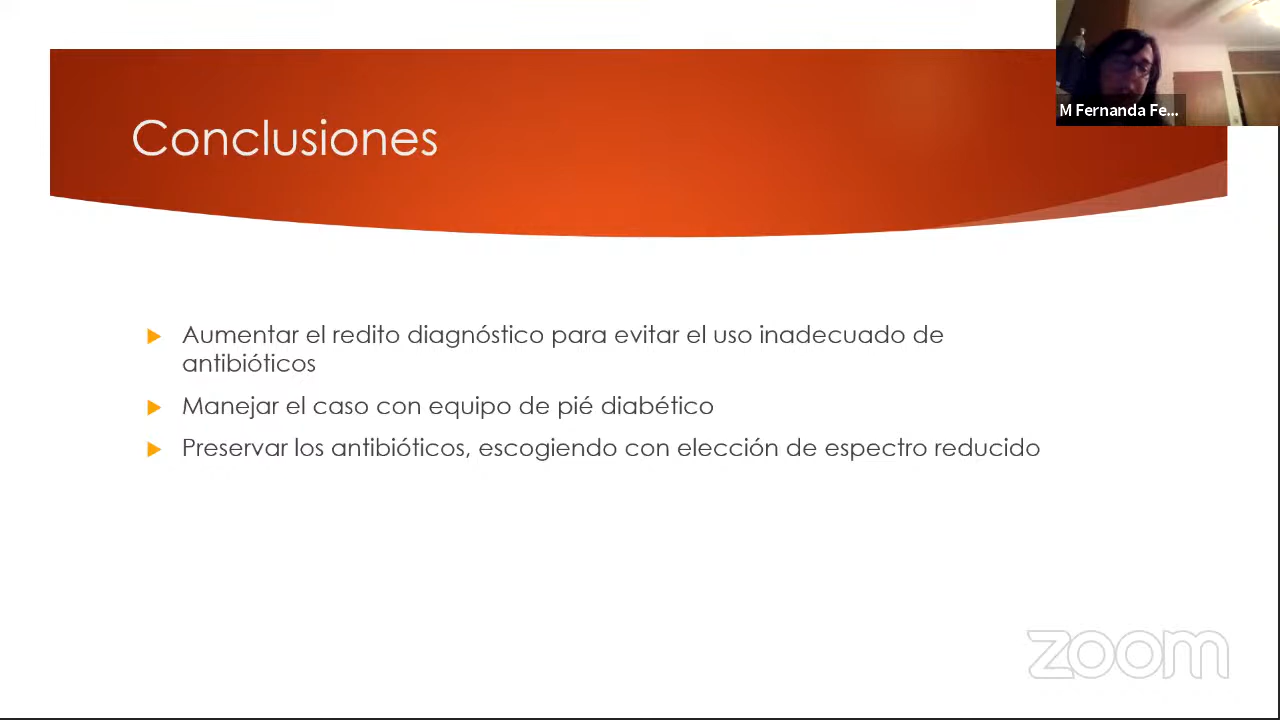 M Fernanda Fe...
Conclusiones
Aumentar el redito diagnóstico para evitar el uso inadecuado de
antibióticos
Manejar el caso con equipo de pié diabético
Preservar los antibióticos, escogiendo con elección de espectro reducido
zoom